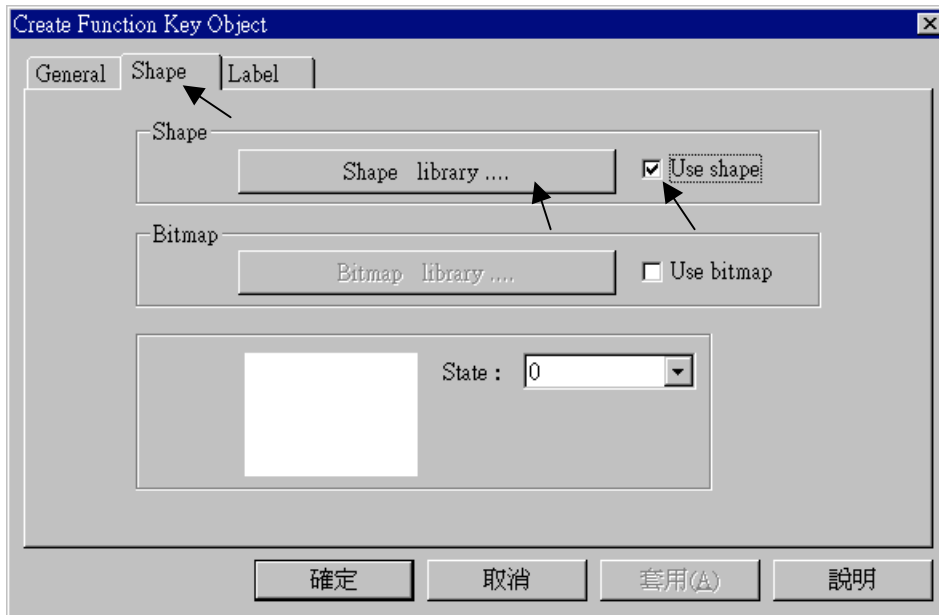 Create Function Key Object
General Shape Label
Shape
Shape library ....
Use shape
Bitmap
Bitmap library ....
Use bitmap
State : 0
確定 取消 套用(A) 說明